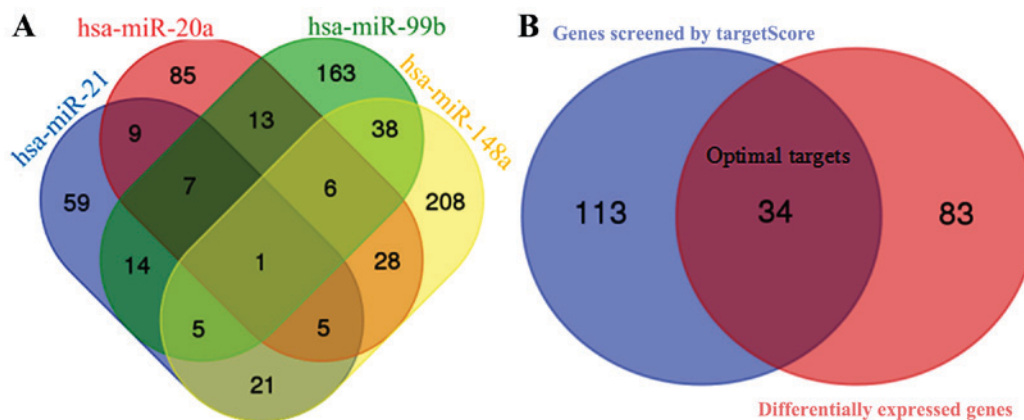 A
hsa-miR-21
hsa-miR-20a
hsa-miR-99b
hsa-miR-148a
85
163
9
13
38
59
7
6
208
14
1
28
5
5
21
B
Genes screened by targetScore
Optimal targets
113
34
83
Differentially expressed genes